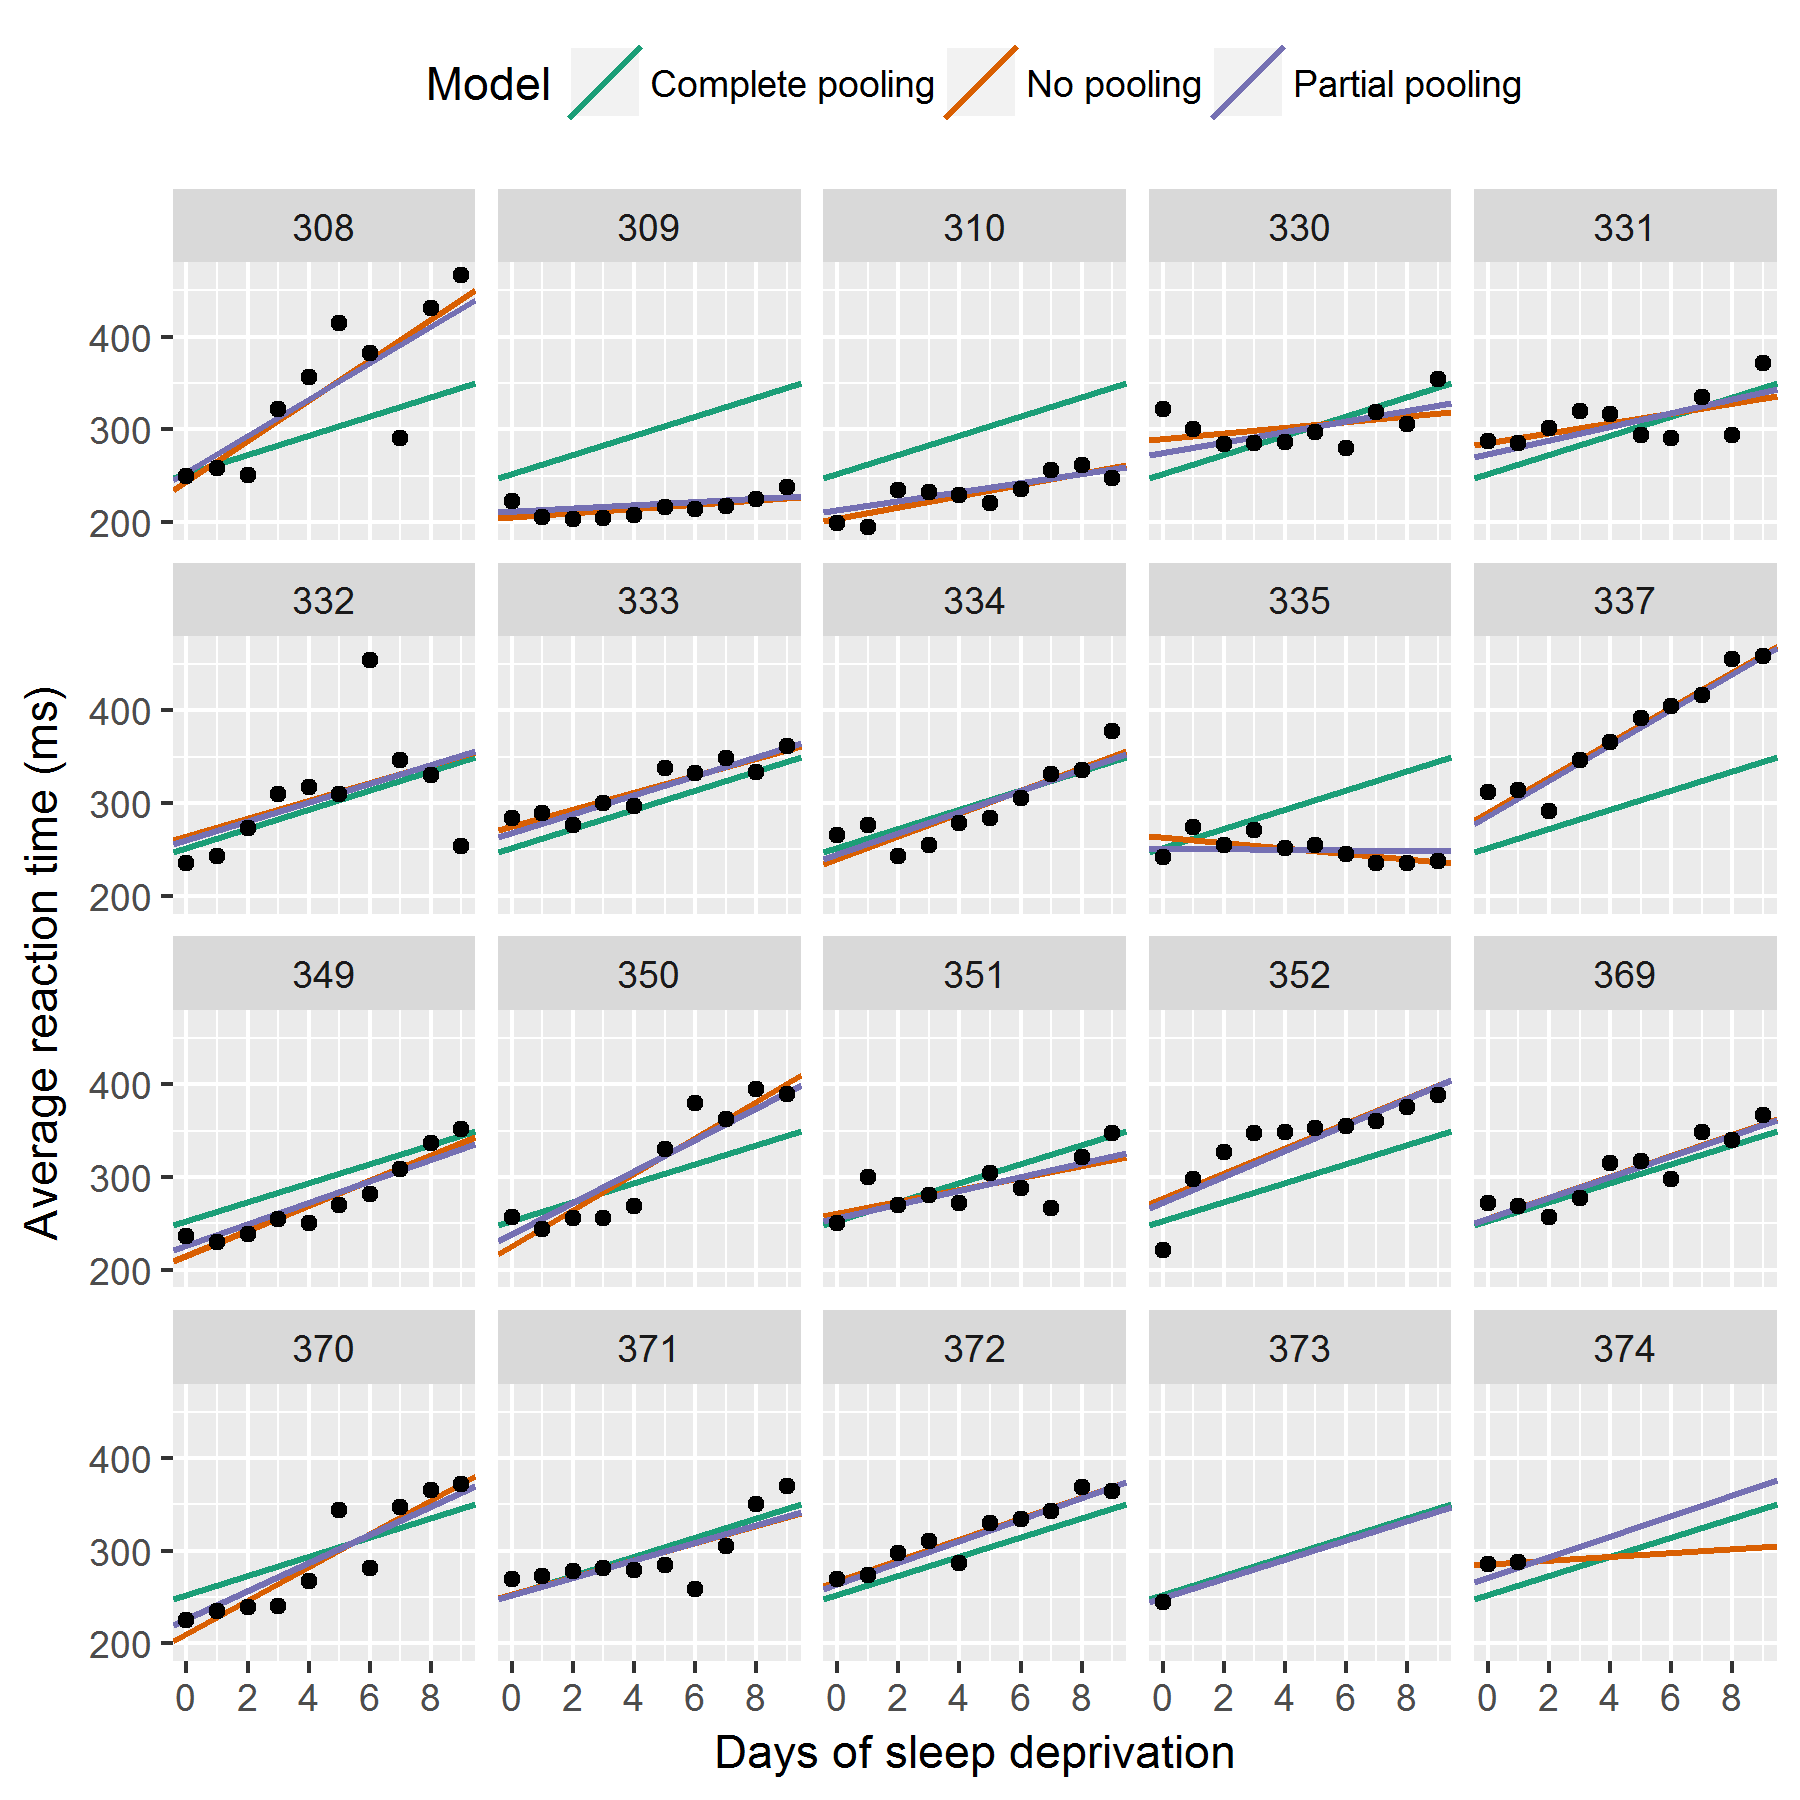 Model Complete pooling No pooling Partial pooling
308 309 310 330 331
400
300
200
332 333 334 335 337
400
300
200
349 350 351 352 369
400
300
200
370 371 372 373 374
400
300
200
0 2 4 6 8 0 2 4 6 8 0 2 4 6 8 0 2 4 6 8 0 2 4 6 8
Days of sleep deprivation
Average reaction time (ms)